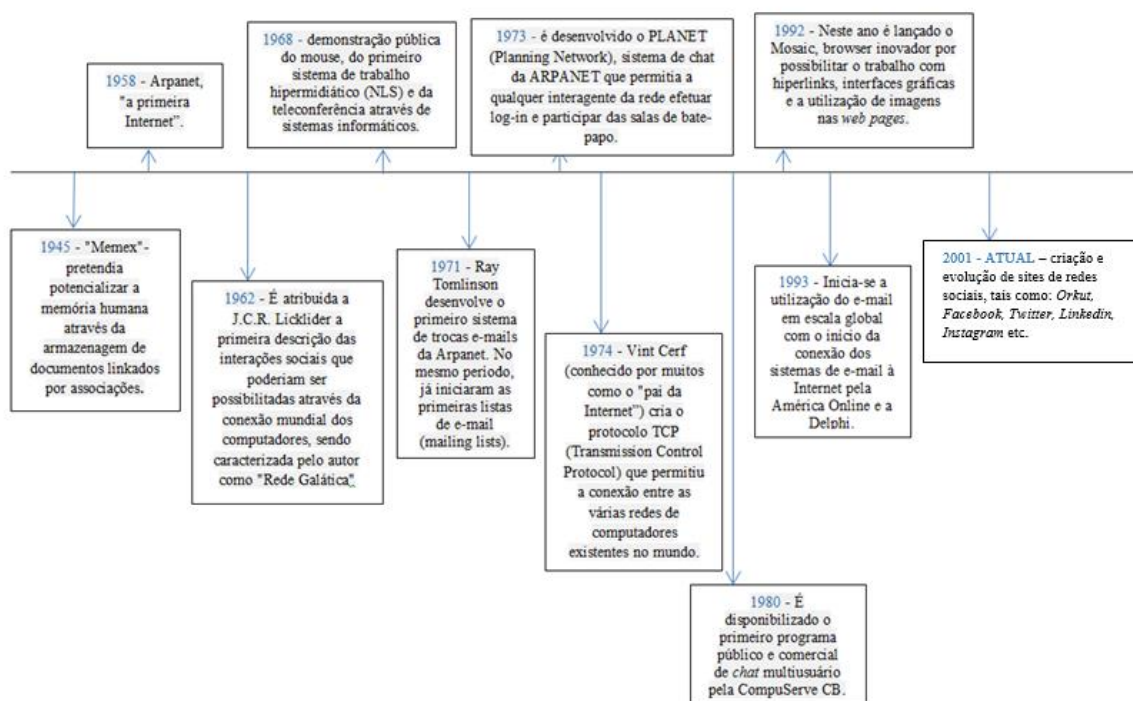 1958 - Arpanet,
"a primeira
Internet".
1968 - demonstração pública
do mouse, do primeiro
sistema de trabalho
hipermidiático (NLS) e da
teleconferência através de
sistemas informáticos.
1973 - é desenvolvido o PLANET
(Planning Network), sistema de
chat da ARPANET que permitia a
qualquer interagente da rede efetuar
log-in e participar das salas de bate-
papo.
1992 - Neste ano é lançado o
Mosaic, browser inovador por
possibilitar o trabalho com
hiperlinks, interfaces gráficas
e a utilização de imagens
nas web pages.
1945 - "Memex"-
pretendia
potencializar a
memória humana
através da
armazenagem de
documentos linkados
por associações.
1962 - É atribuida a
J.C.R. Licklider a
primeira descrição das
interações sociais que
poderiam ser
possibilitadas através da
conexão mundial dos
computadores, sendo
caracterizada pelo autor
como "Rede Galática"
1971 - Ray
Tomlinson
desenvolve o
primeiro sistema
de trocas e-mails
da Arpanet. No
mesmo período,
já iniciaram as
primeiras listas
de e-mail
(mailing lists).
1974 - Vint Cerf
(conhecido por muitos
como o "pai da
Internet") cria o
protocolo TCP
(Transmission Control
Protocol) que permitiu
a conexão entre as
várias redes de
computadores
existentes no mundo.
1980 - É
disponibilizado o
primeiro programa
público e comercial
de chat multiusuário
pela CompuServe CB.
1993 - Inicia-se a
utilização do e-mail
em escala global
com o início da
conexão dos
sistemas de e-mail à
Internet pela
América Online e a
Delphi.
2001 - ATUAL – criação e
evolução de sites de redes
sociais, tais como: Orkut,
Facebook, Twitter, Linkedin,
Instagram etc.